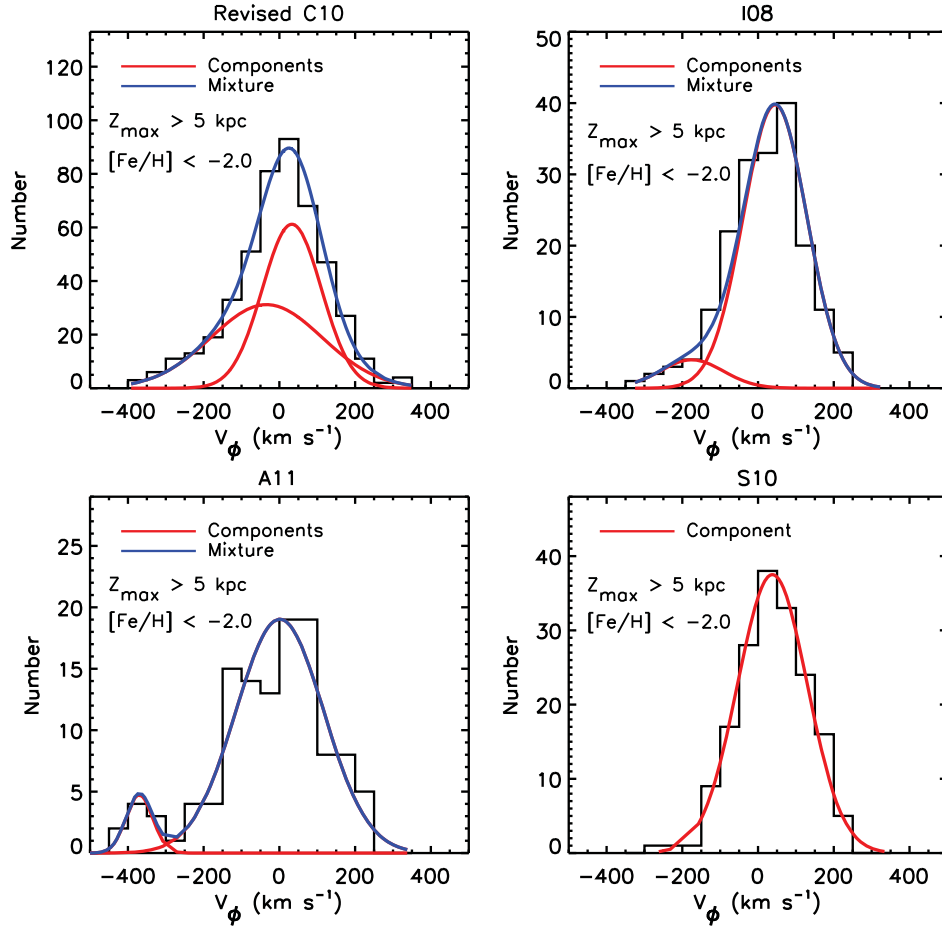 Revised C10
Components
Mixture
Z_max > 5 kpc
[Fe/H] < -2.0
Number
0
20
40
60
80
100
120
-400 -200 0 200 400
V_ϕ (km s⁻¹)
I08
Components
Mixture
Z_max > 5 kpc
[Fe/H] < -2.0
Number
0
10
20
30
40
50
-400 -200 0 200 400
V_ϕ (km s⁻¹)
A11
Components
Mixture
Z_max > 5 kpc
[Fe/H] < -2.0
Number
0
5
10
15
20
25
-400 -200 0 200 400
V_ϕ (km s⁻¹)
S10
Component
Z_max > 5 kpc
[Fe/H] < -2.0
Number
0
10
20
30
40
-400 -200 0 200 400
V_ϕ (km s⁻¹)